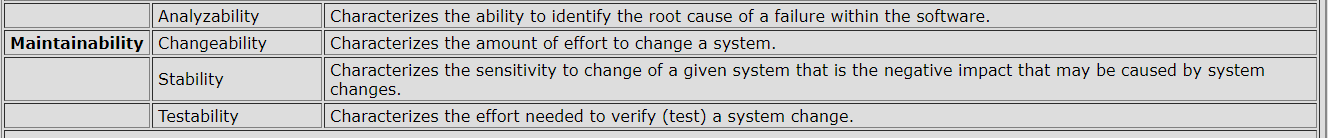 Analyzability Characterizes the ability to identify the root cause of a failure within the software.
Maintainability Changeability Characterizes the amount of effort to change a system.
Stability Characterizes the sensitivity to change of a given system that is the negative impact that may be caused by system
changes.
Testability Characterizes the effort needed to verify (test) a system change.